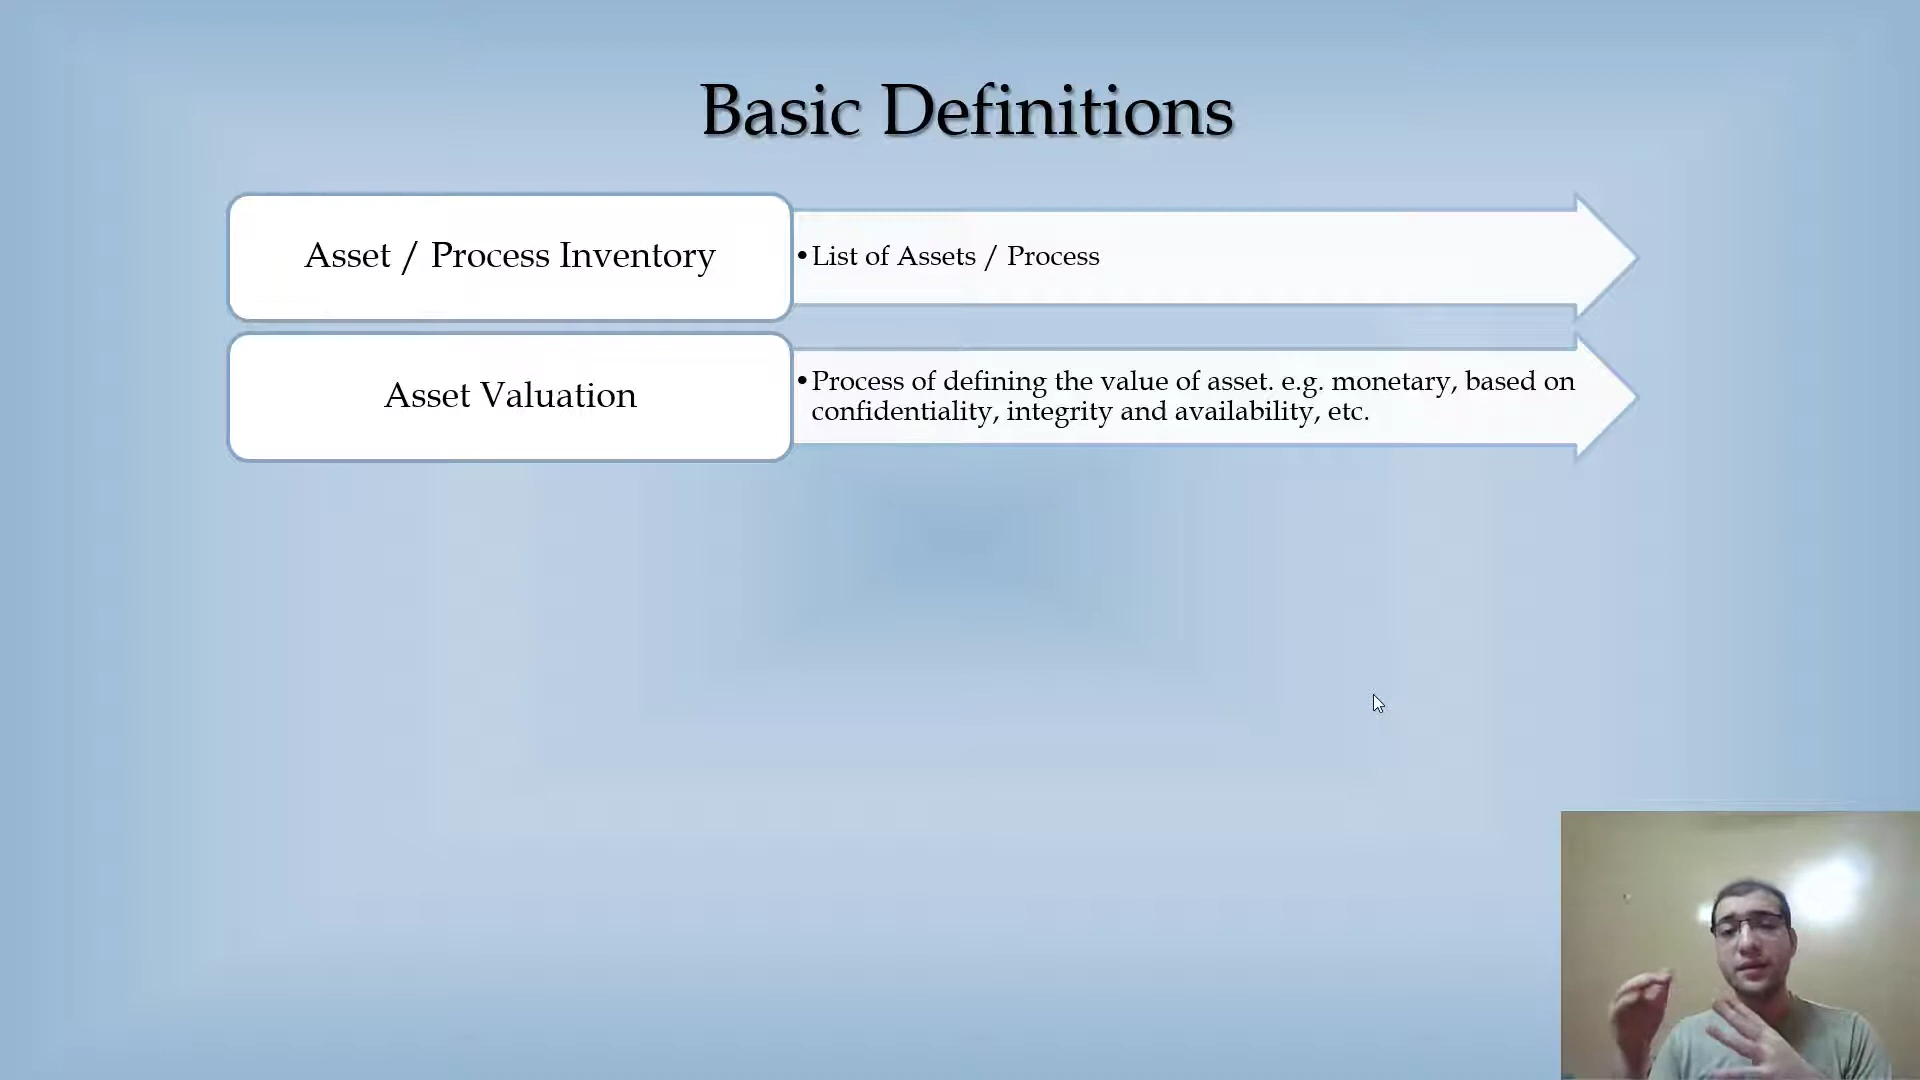 Basic Definitions
Asset / Process Inventory
•List of Assets / Process
Asset Valuation
•Process of defining the value of asset. e.g. monetary, based on
confidentiality, integrity and availability, etc.